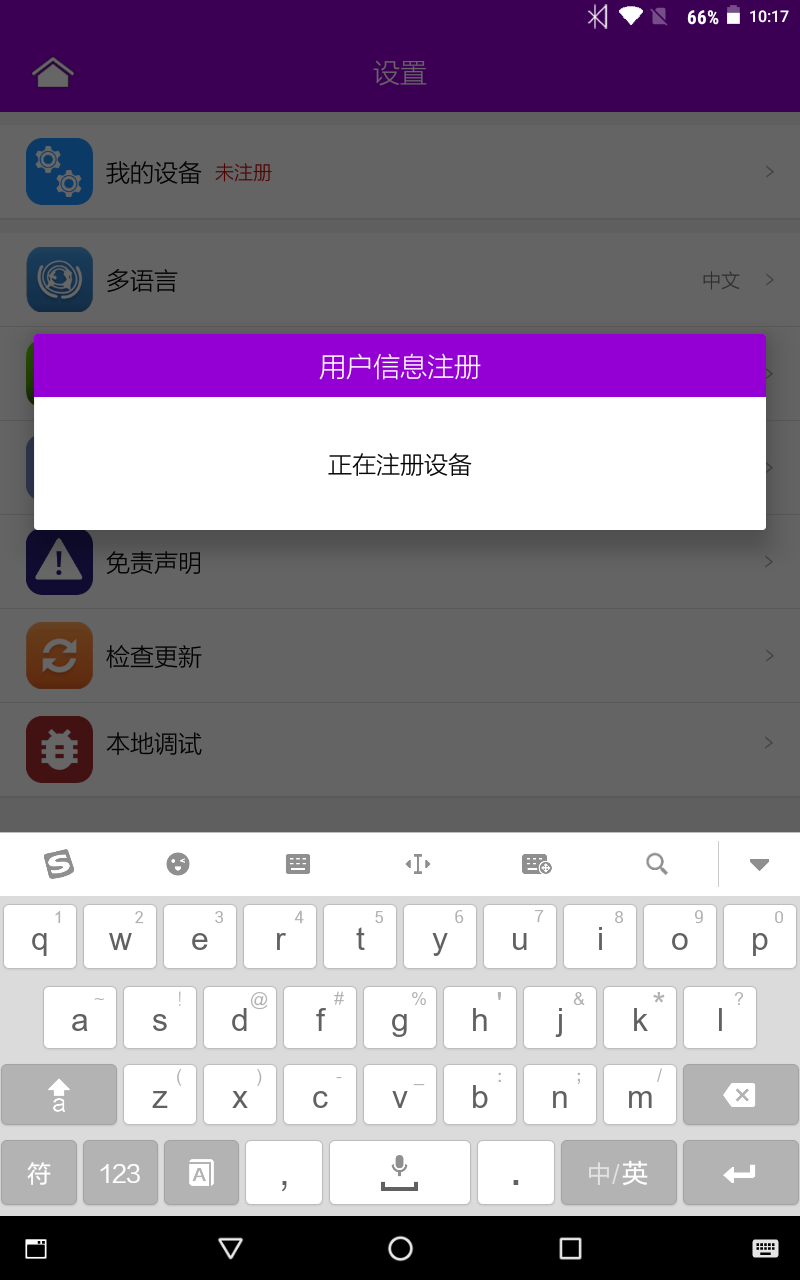 66% 10:17
设置
我的设备 未注册
多语言 中文
用户信息注册
正在注册设备
免责声明
检查更新
本地调试
1 2 3 4 5 6 7 8 9 0
q w e r t y u i o p
~ ! @ # % ' & * ?
a s d f g h j k l
( ) - _ : ; /
a z x c v b n m
符 123 A , . 中/英